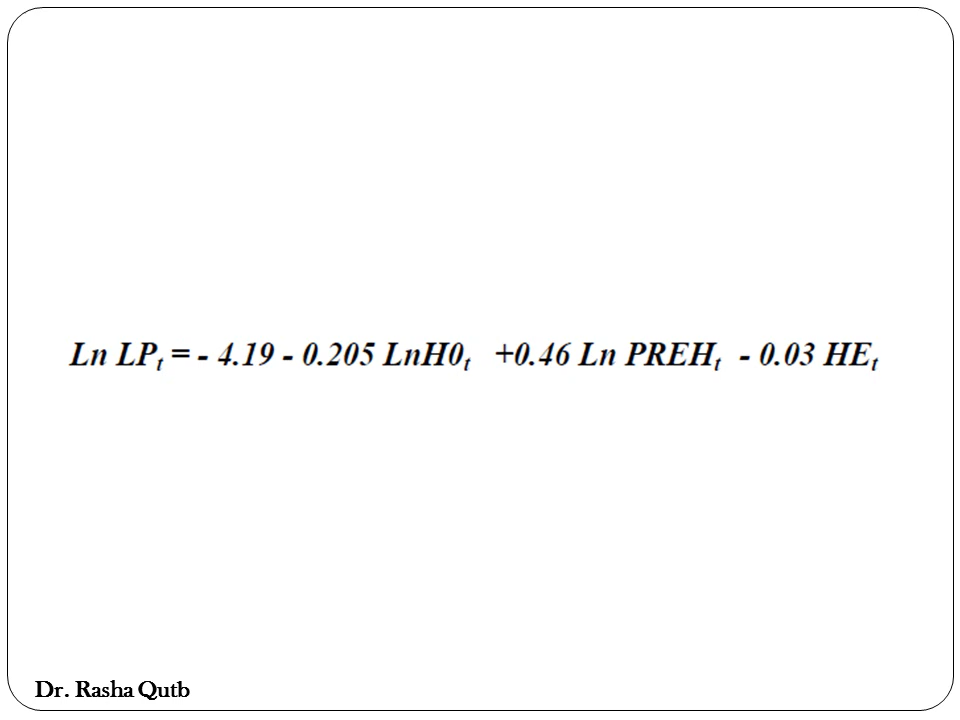 Ln LPₜ = - 4.19 - 0.205 LnH0ₜ +0.46 Ln PREHₜ - 0.03 HEₜ
Dr. Rasha Qutb